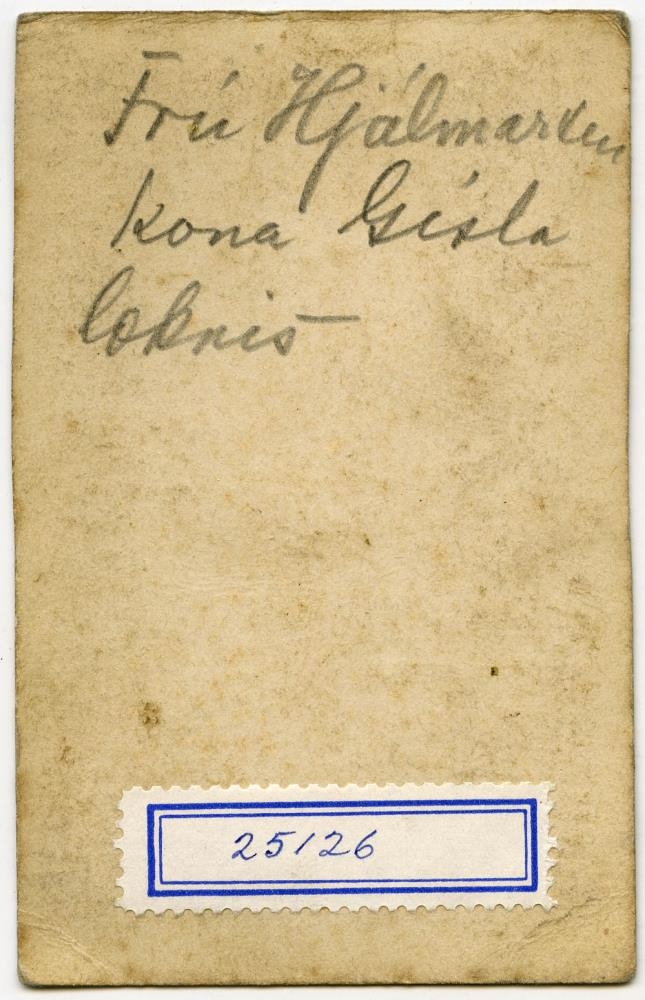 Frú Hjálmarsen
kona Gísla
læknis
25126